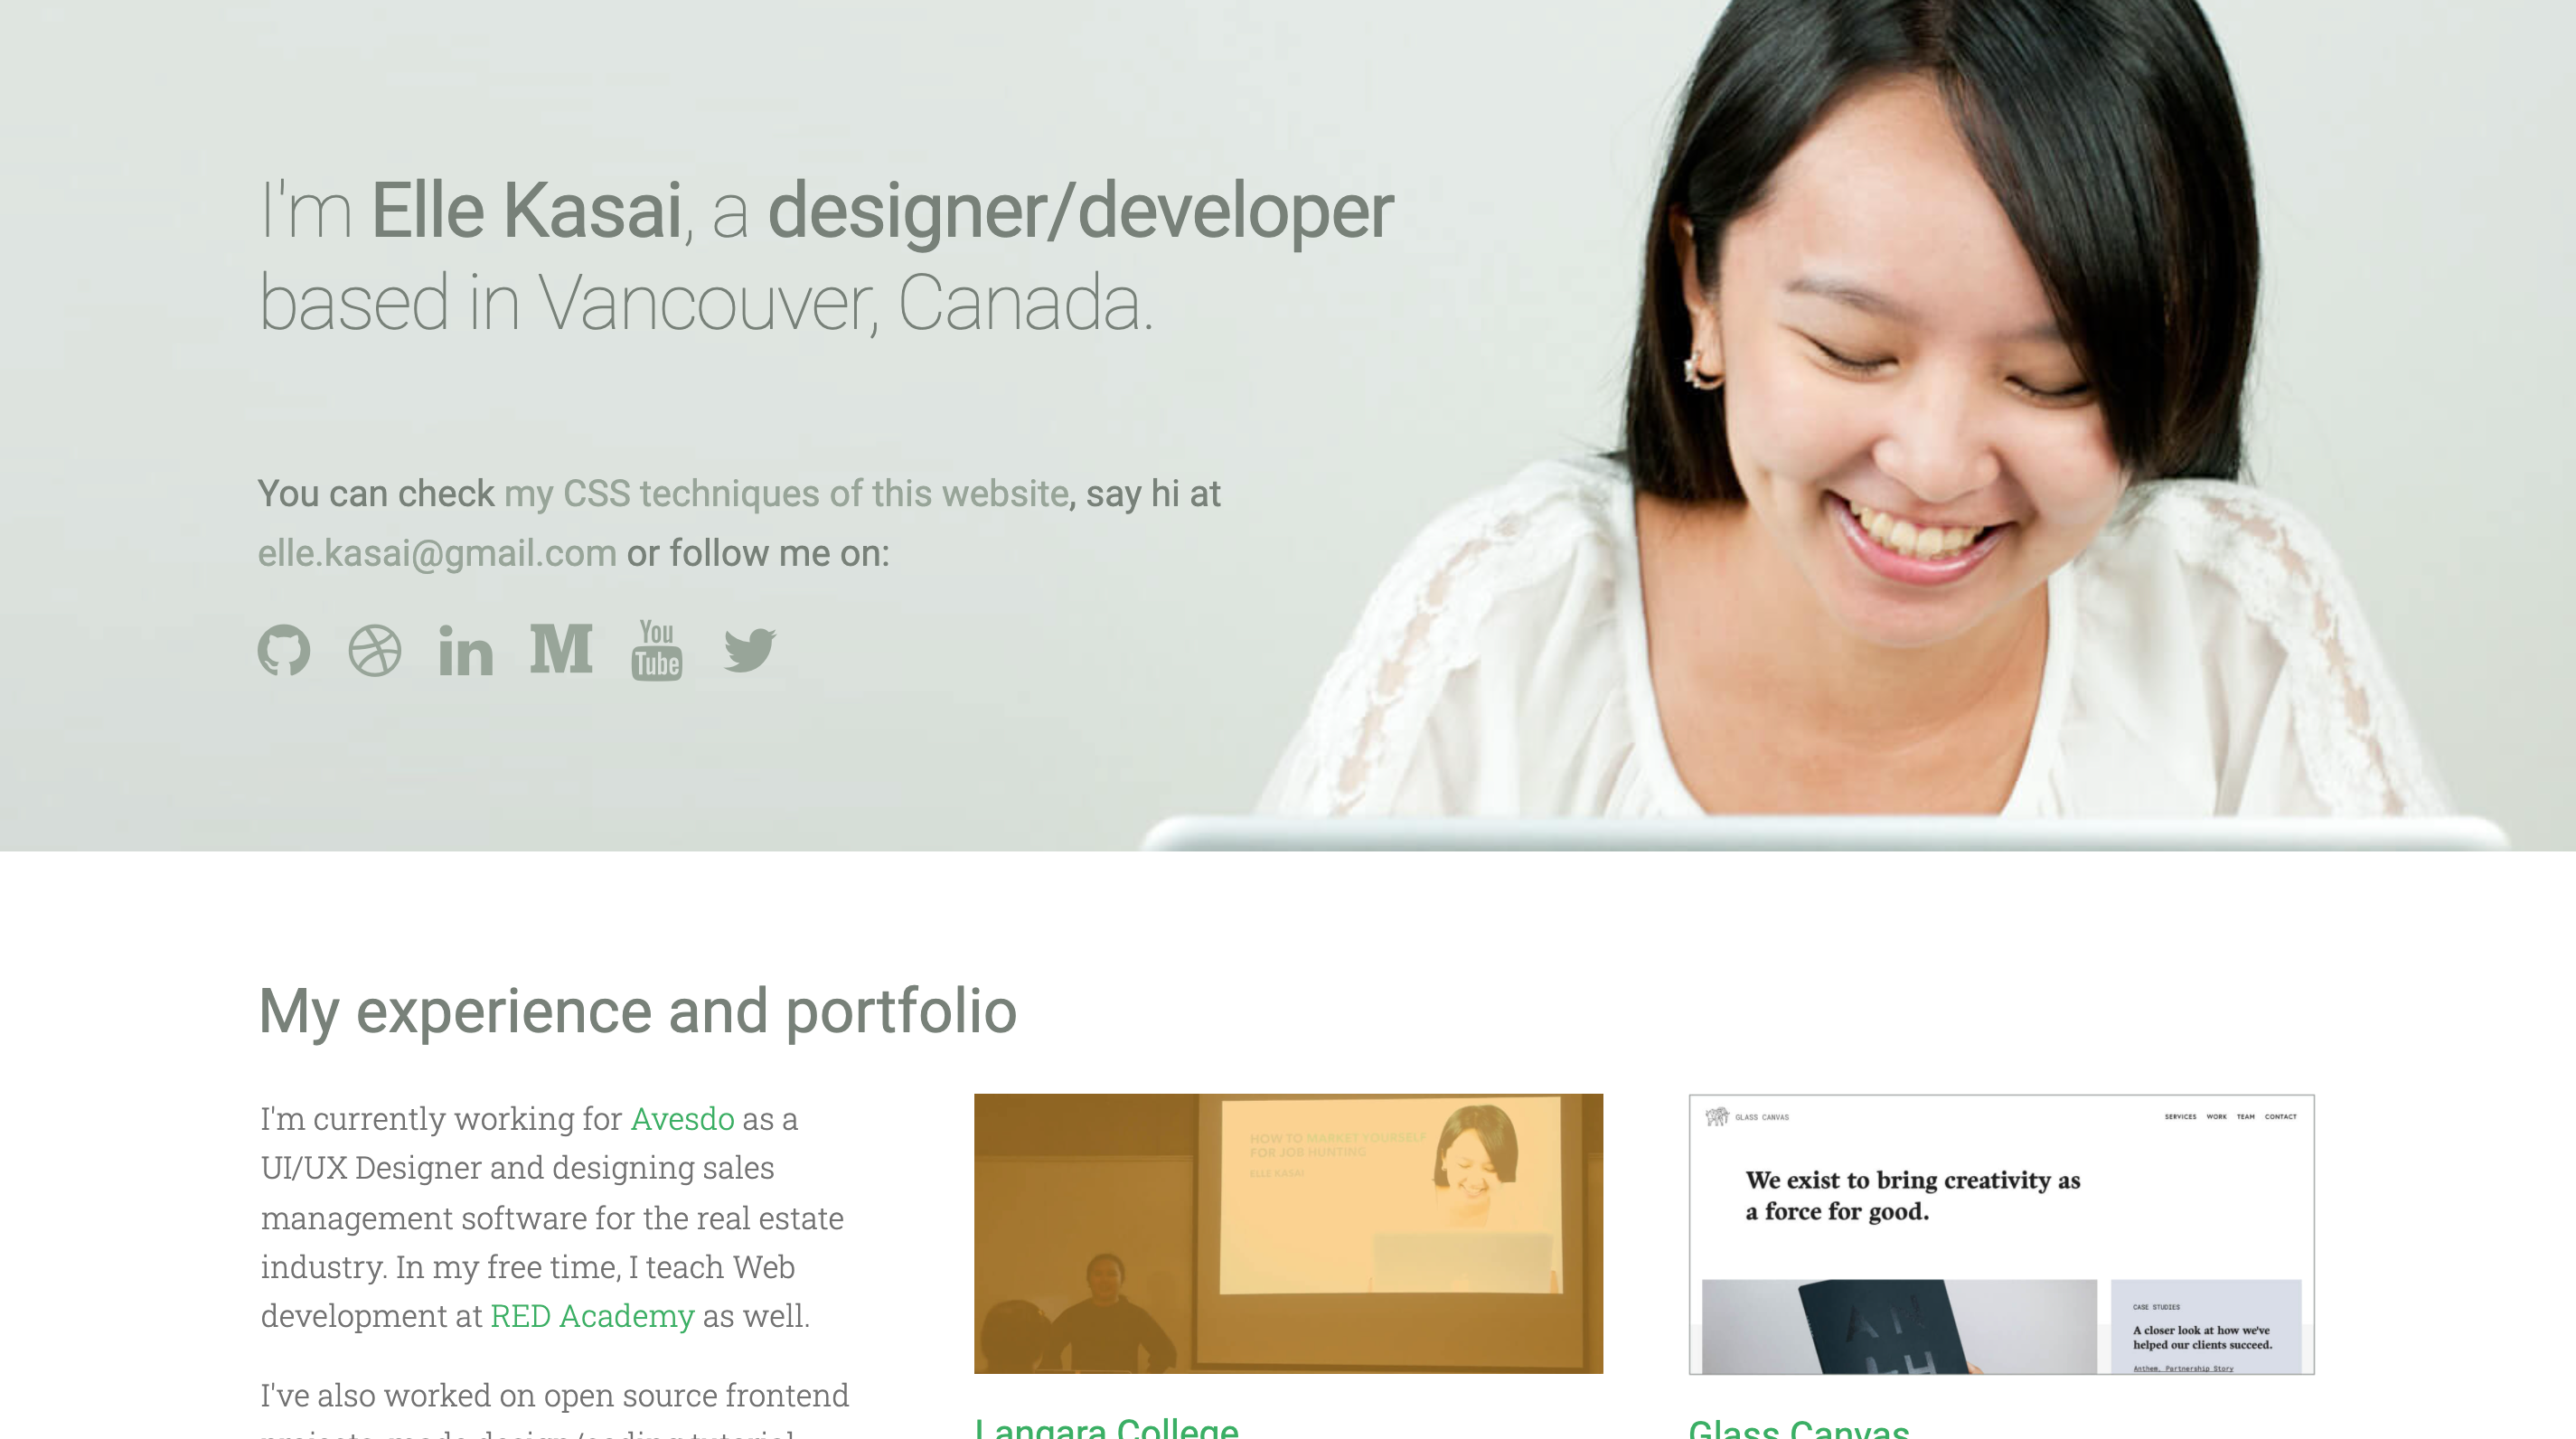 I'm Elle Kasai, a designer/developer
based in Vancouver, Canada.
You can check my CSS techniques of this website, say hi at
elle.kasai@gmail.com or follow me on:
in M You Tube
My experience and portfolio
I'm currently working for Avesdo as a
UI/UX Designer and designing sales
management software for the real estate
industry. In my free time, I teach Web
development at RED Academy as well.
I've also worked on open source frontend
HOW TO MARKET YOURSELF
FOR JOB HUNTING
ELLE KASAI
Langara College
GLASS CANVAS
SERVICES WORK TEAM CONTACT
We exist to bring creativity as
a force for good.
CASE STUDIES
A closer look at how we've
helped our clients succeed.
Anthem, Partnership Story
Glass Canvas